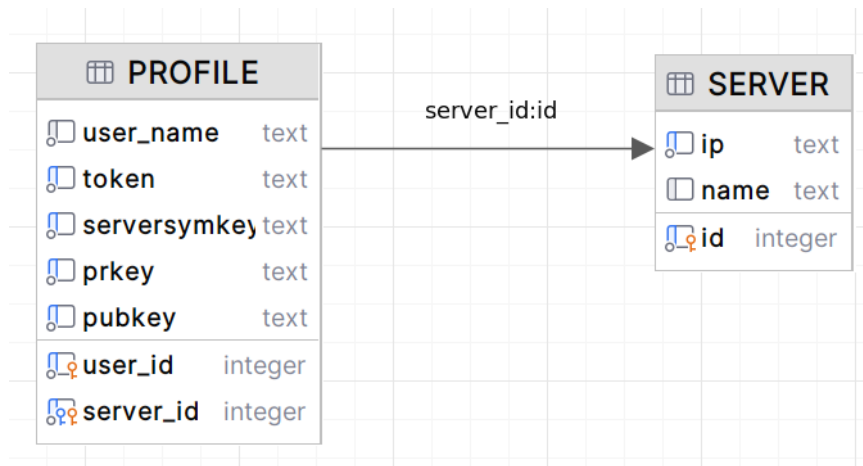 PROFILE
user_name text
token text
serversymkey text
prkey text
pubkey text
user_id integer
server_id integer
server_id:id
SERVER
ip text
name text
id integer